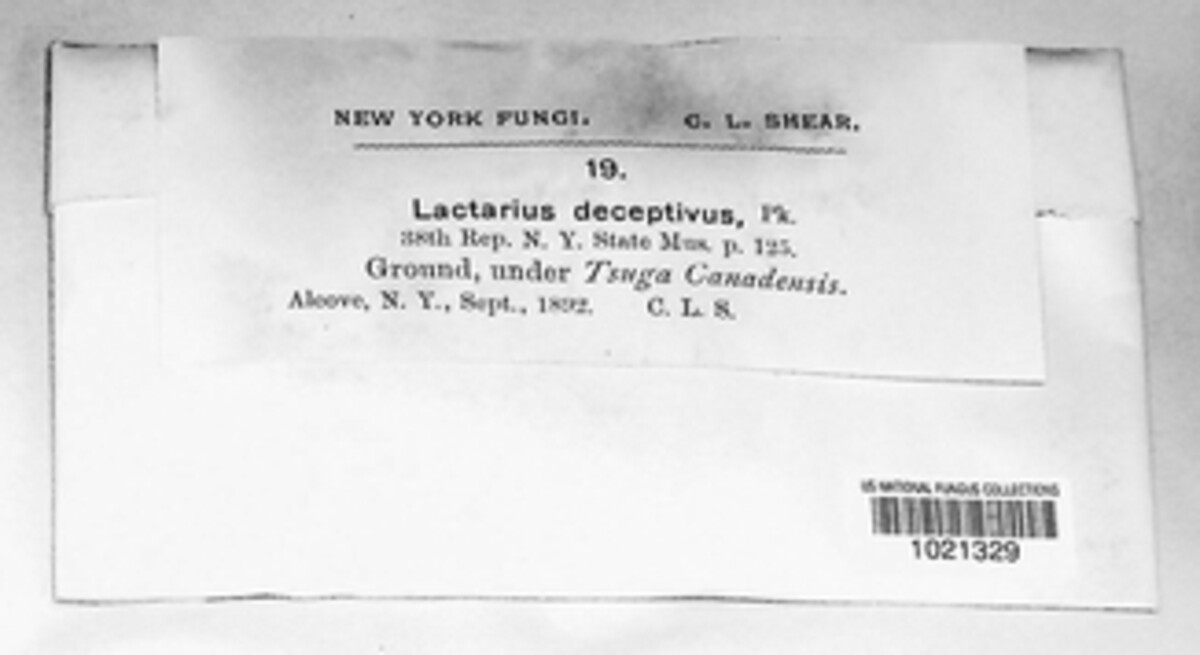 NEW YORK FUNGI. C. L. SHEAR.
19.
Lactarius deceptivus, Pk.
38th Rep. N. Y. State Mus. p. 125.
Ground, under Tsuga Canadensis.
Alcove, N. Y., Sept., 1892. C. L. S.
US NATIONAL FUNGUS COLLECTIONS
1021329